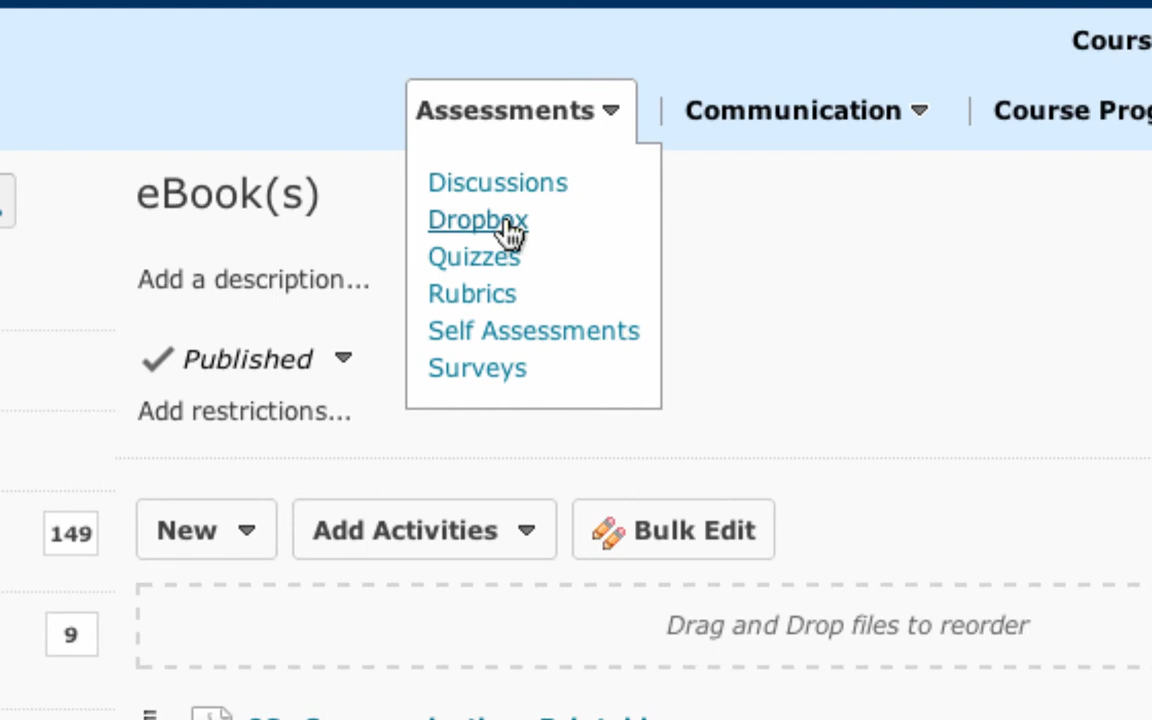 Cours
Assessments
Communication
Course Prog
Discussions
Dropbox
Quizzes
Rubrics
Self Assessments
Surveys
eBook(s)
Add a description...
Published
Add restrictions...
149
New
Add Activities
Bulk Edit
9
Drag and Drop files to reorder